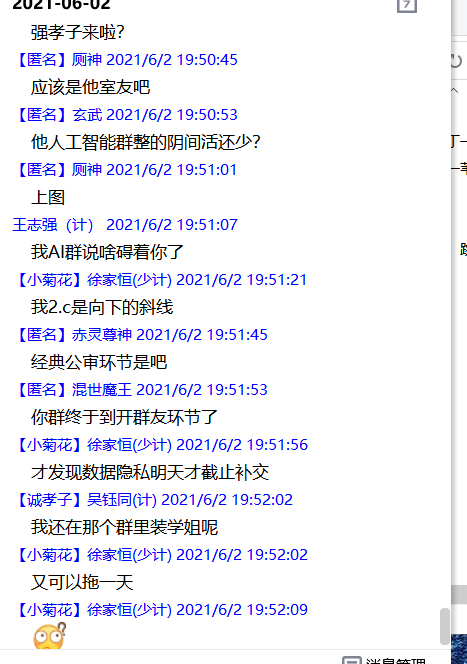 2021-06-02
7
强孝子来啦？
【匿名】厕神 2021/6/2 19:50:45
应该是他室友吧
【匿名】玄武 2021/6/2 19:50:53
他人工智能群整的阴间活还少？
【匿名】厕神 2021/6/2 19:51:01
上图
王志强（计） 2021/6/2 19:51:07
我AI群说啥碍着你了
【小菊花】徐家恒(少计) 2021/6/2 19:51:21
我2.c是向下的斜线
【匿名】赤灵尊神 2021/6/2 19:51:45
经典公审环节是吧
【匿名】混世魔王 2021/6/2 19:51:53
你群终于到开群友环节了
【小菊花】徐家恒(少计) 2021/6/2 19:51:56
才发现数据隐私明天才截止补交
【诚孝子】吴钰同(计) 2021/6/2 19:52:02
我还在那个群里装学姐呢
【小菊花】徐家恒(少计) 2021/6/2 19:52:02
又可以拖一天
【小菊花】徐家恒(少计) 2021/6/2 19:52:09
消息管理